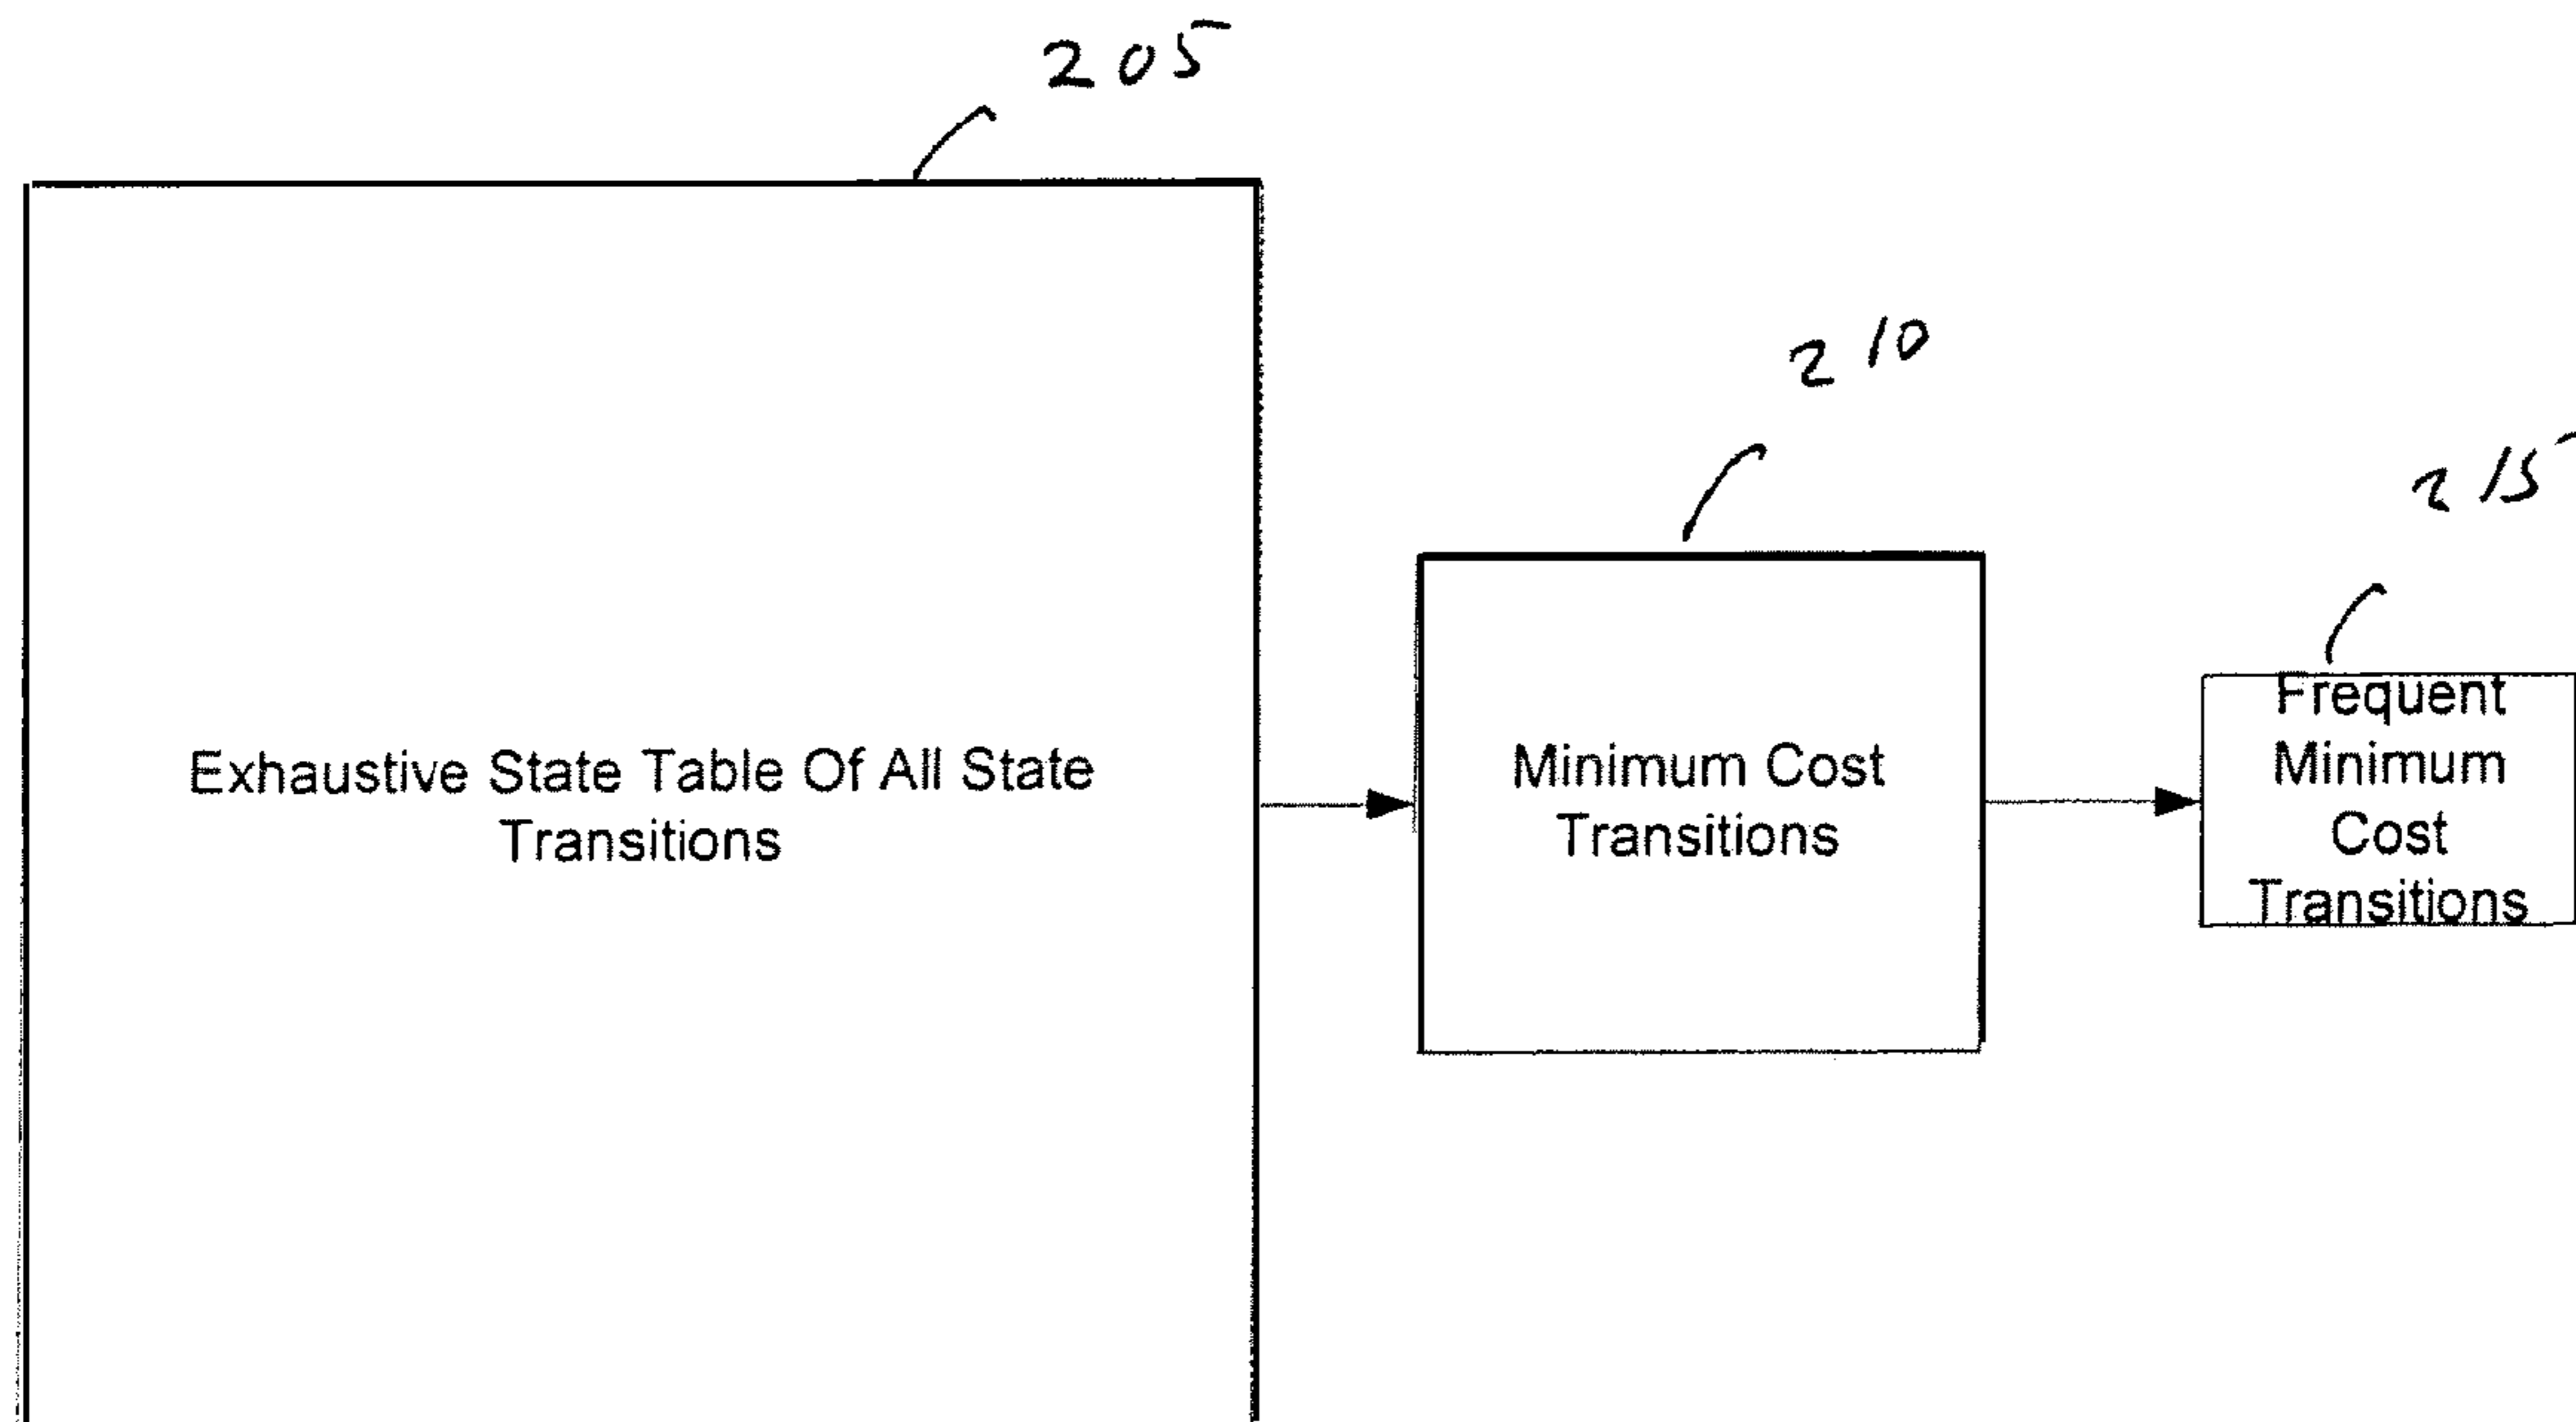 205
Exhaustive State Table Of All State
Transitions
210
Minimum Cost
Transitions
215
Frequent
Minimum
Cost
Transitions